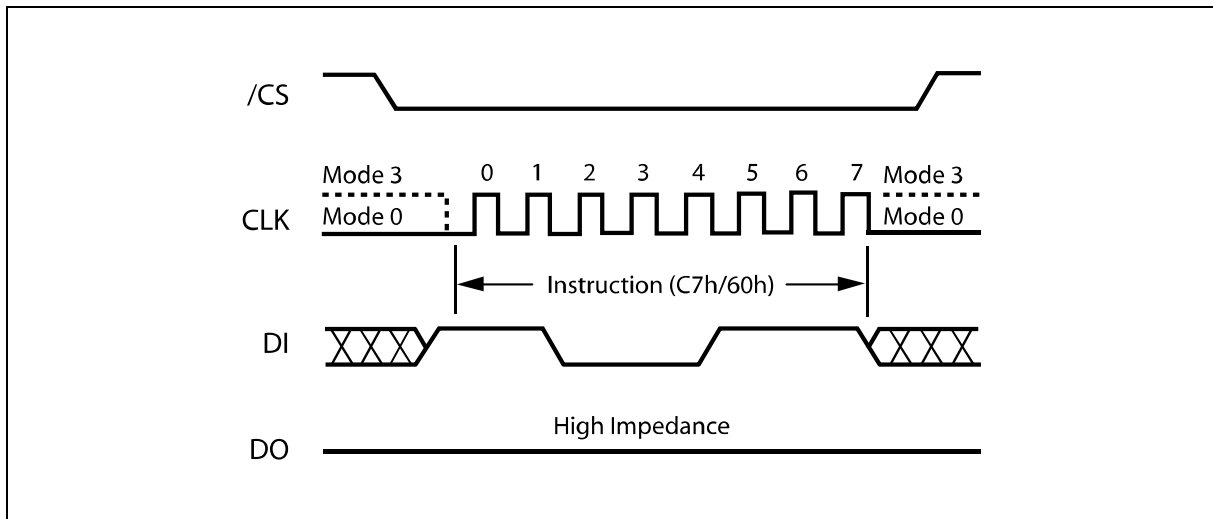 /CS
Mode 3 0 1 2 3 4 5 6 7 Mode 3
CLK Mode 0 Mode 0
Instruction (C7h/60h)
DI
High Impedance
DO